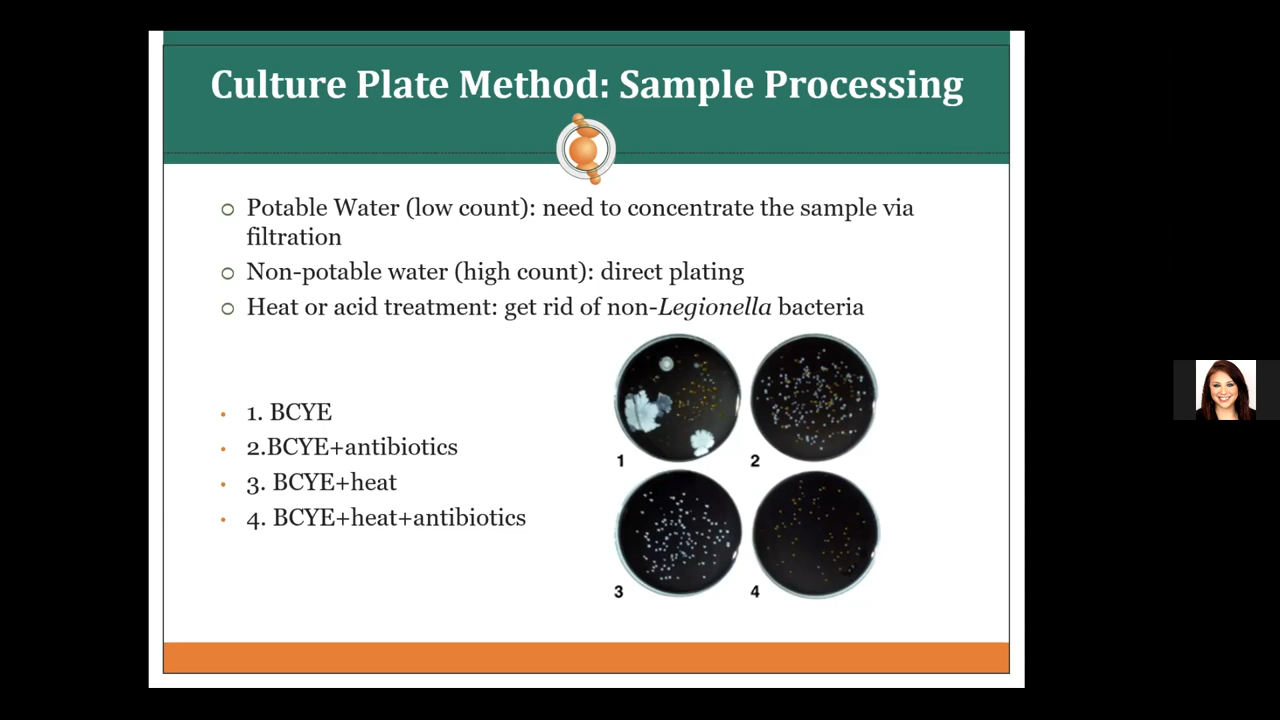 Culture Plate Method: Sample Processing
Potable Water (low count): need to concentrate the sample via
filtration
Non-potable water (high count): direct plating
Heat or acid treatment: get rid of non-Legionella bacteria
1. BCYE
2.BCYE+antibiotics
3. BCYE+heat
4. BCYE+heat+antibiotics
1
2
3
4